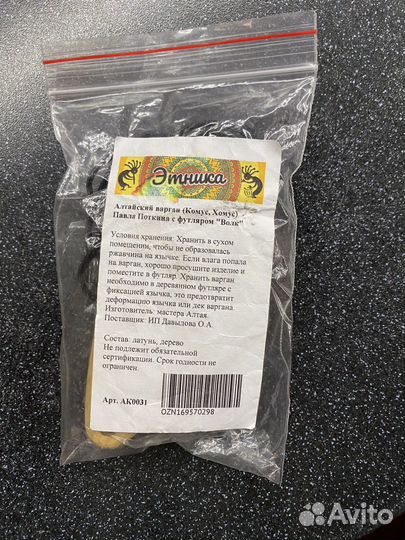 Этника
Алтайский варган (Комус, Хомус)
Павла Поткина с футляром "Волк"
Условия хранения: Хранить в сухом
помещении, чтобы не образовалась
ржавчина на язычке. Если влага попала
на варган, хорошо просушите изделие и
поместите в футляр. Хранить варган
необходимо в деревянном футляре с
фиксацией язычка, это предотвратит
деформацию язычка или дек варгана.
Изготовитель: мастера Алтая.
Поставщик: ИП Давыдова О.А.
Состав: латунь, дерево
Не подлежит обязательной
сертификации. Срок годности не
ограничен.
Арт. АК0031
OZN169570298
Avito